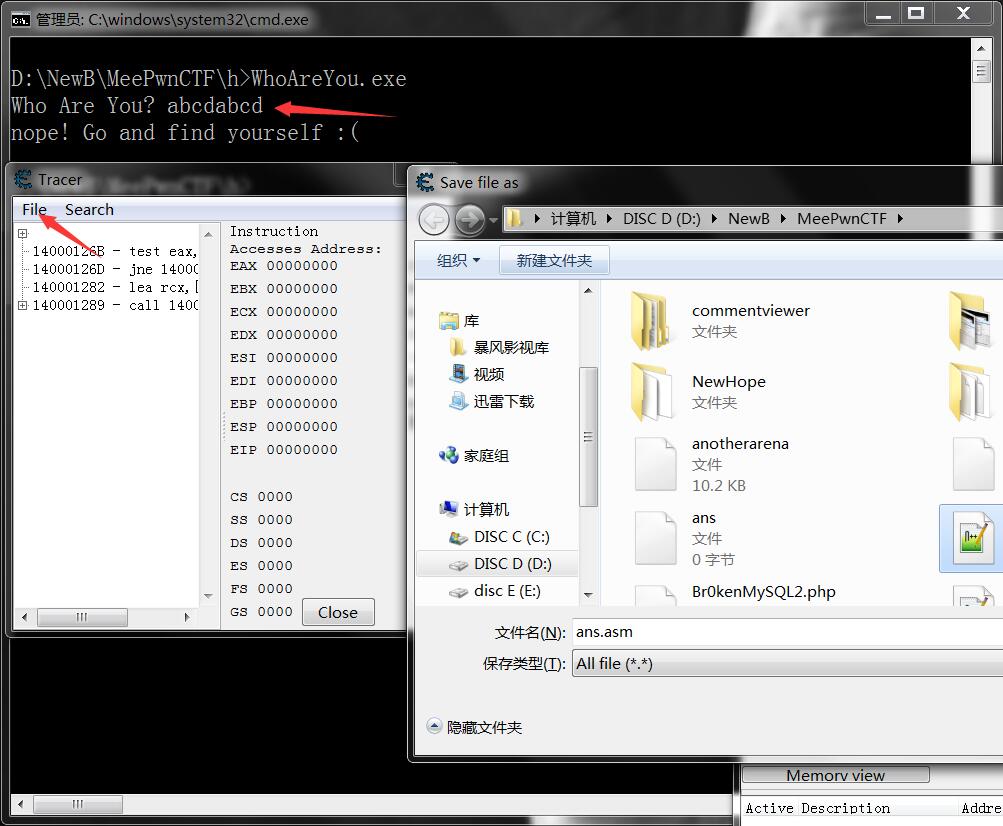 管理员: C:\windows\system32\cmd.exe
D:\NewB\MeePwnCTF\h>WhoAreYou.exe
Who Are You? abcdabcd
nope! Go and find yourself :(
Tracer
File Search
14000126B - test eax,
14000126D - jne 14000
140001282 - lea rcx,[
140001289 - call 1400
Instruction
Accesses Address:
EAX 00000000
EBX 00000000
ECX 00000000
EDX 00000000
ESI 00000000
EDI 00000000
EBP 00000000
ESP 00000000
EIP 00000000
CS 0000
SS 0000
DS 0000
ES 0000
FS 0000
GS 0000
Close
Save file as
计算机 DISC D (D:) NewB MeePwnCTF
组织 新建文件夹
库
暴风影视库
视频
迅雷下载
家庭组
计算机
DISC C (C:)
DISC D (D:)
disc E (E:)
commentviewer
文件夹
NewHope
文件夹
anotherarena
文件
10.2 KB
ans
文件
0 字节
Br0kenMySQL2.php
文件名(N): ans.asm
保存类型(T): All file (*.*)
隐藏文件夹
Memory view
Active Description Addre